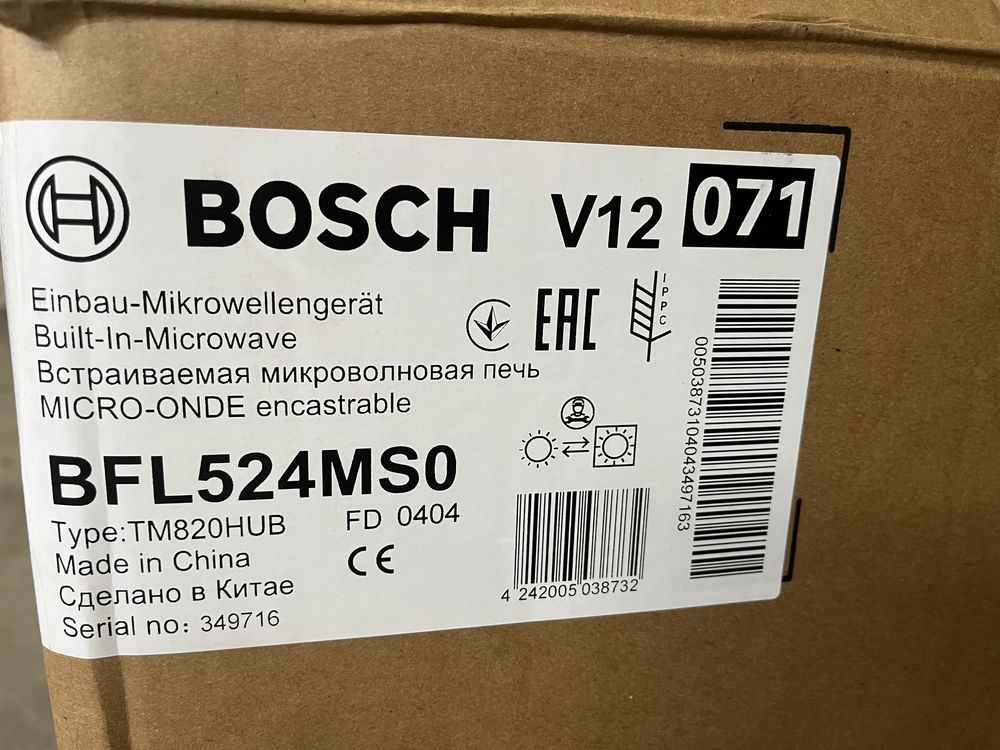 BOSCH V12 071
Einbau-Mikrowellengerät
Built-In-Microwave
Встраиваемая микроволновая печь
MICRO-ONDE encastrable
EAC
IPPC
BFL524MS0
Type:TM820HUB FD 0404
Made in China
CE
Сделано в Китае
Serial no: 349716
4 242005 038732
00503873104043497163